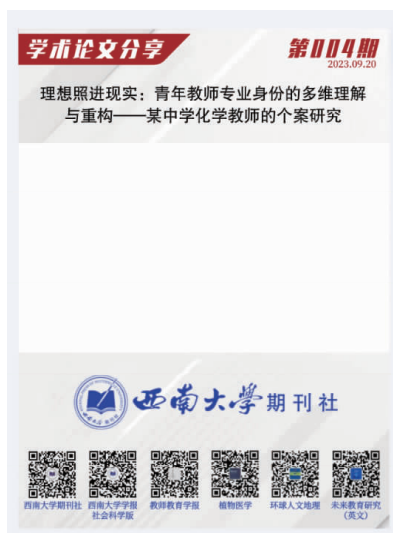 学术论文分享
第004期
2023.09.20
理想照进现实：青年教师专业身份的多维理解
与重构——某中学化学教师的个案研究
西南大学期刊社
西南大学期刊社
西南大学学报
社会科学版
教师教育学报
植物医学
环球人文地理
未来教育研究
(英文)